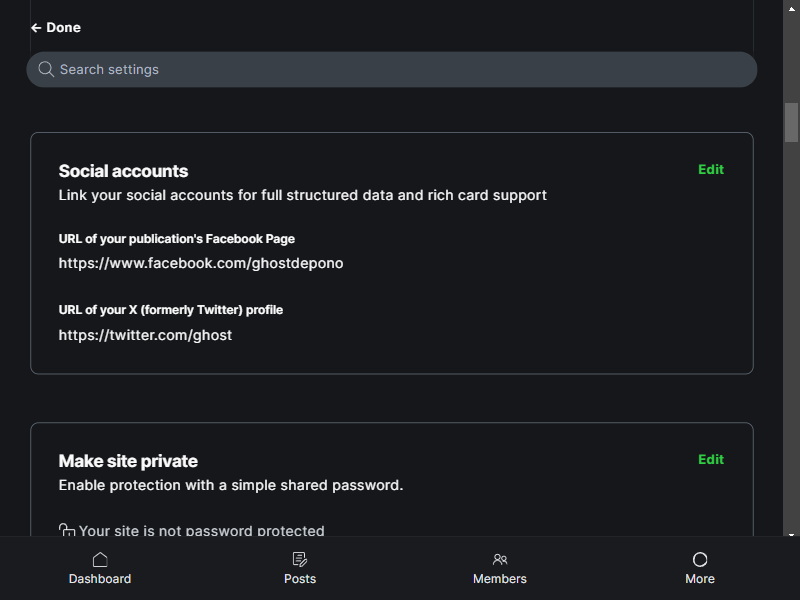 ← Done
Search settings
Social accounts
Edit
Link your social accounts for full structured data and rich card support
URL of your publication's Facebook Page
https://www.facebook.com/ghostdepono
URL of your X (formerly Twitter) profile
https://twitter.com/ghost
Make site private
Edit
Enable protection with a simple shared password.
Your site is not password protected
Dashboard
Posts
Members
More